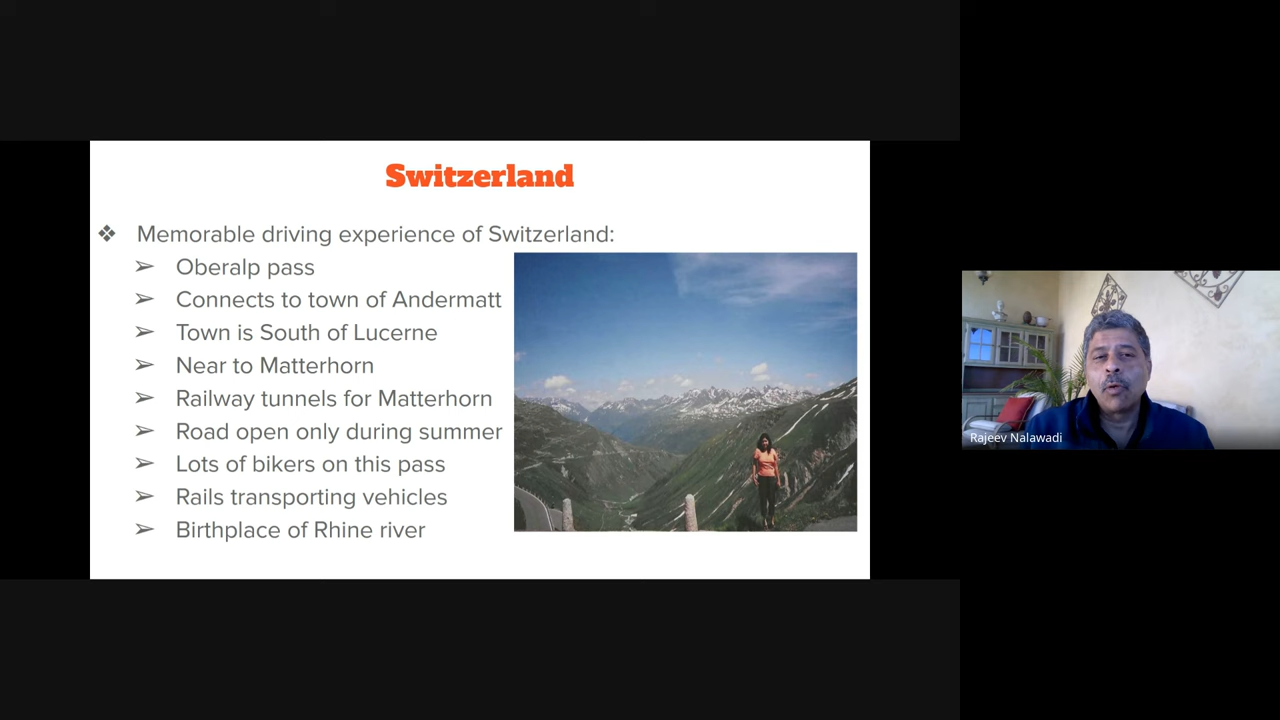 Switzerland
❖ Memorable driving experience of Switzerland:
➢ Oberalp pass
➢ Connects to town of Andermatt
➢ Town is South of Lucerne
➢ Near to Matterhorn
➢ Railway tunnels for Matterhorn
➢ Road open only during summer
➢ Lots of bikers on this pass
➢ Rails transporting vehicles
➢ Birthplace of Rhine river
Rajeev Nalawadi